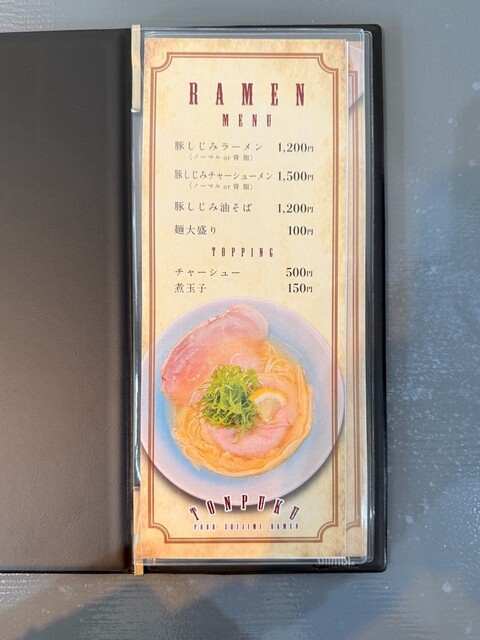 RAMEN
MENU
豚しじみラーメン 1,200円
(ノーマル or 背脂)
豚しじみチャーシューメン 1,500円
(ノーマル or 背脂)
豚しじみ油そば 1,200円
麺大盛り 100円
TOPPING
チャーシュー 500円
煮玉子 150円
TONPUKU
PORK SHIJIMI RAMEN